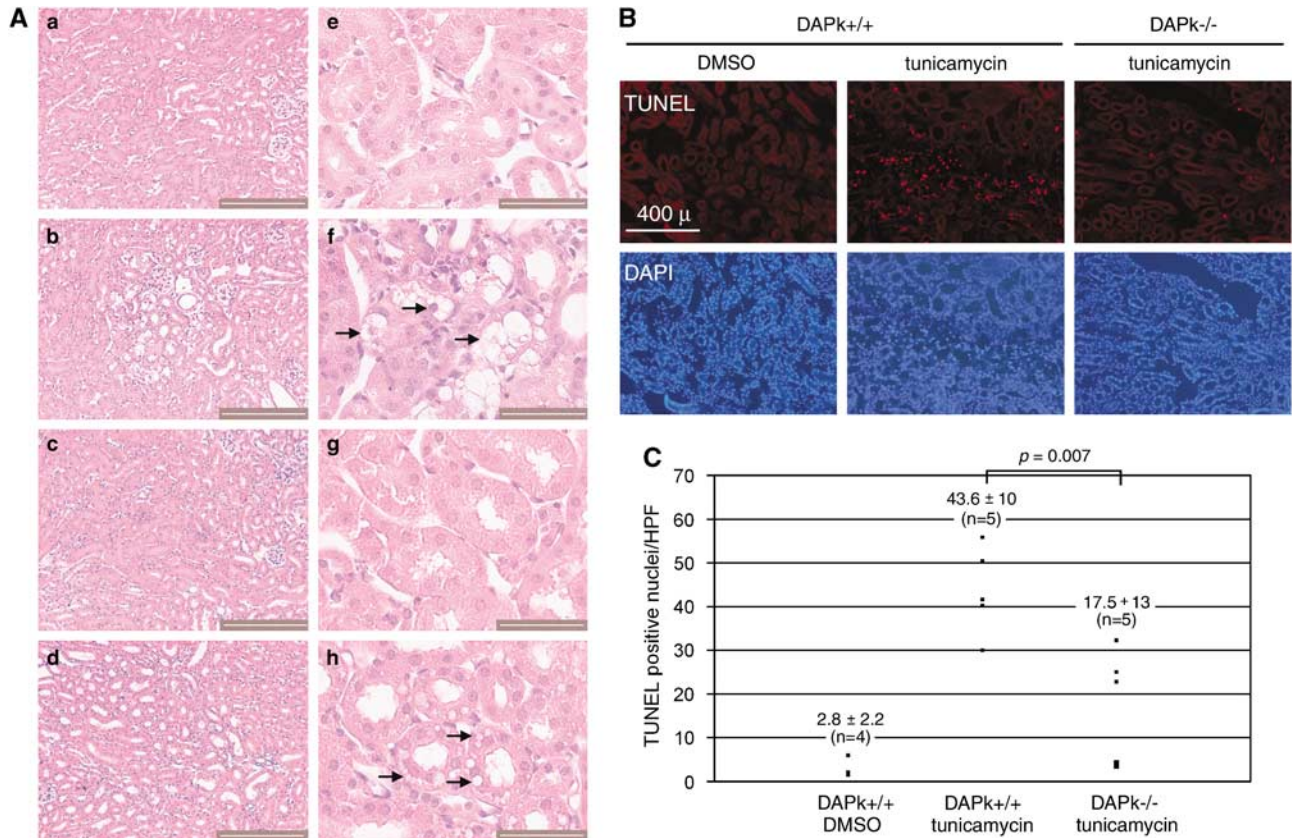 A
a
e
b
f
c
g
d
h
B
DAPk+/+
DAPk-/-
DMSO
tunicamycin
tunicamycin
TUNEL
400 μ
DAPI
C
p = 0.007
TUNEL positive nuclei/HPF
70
60
50
40
30
20
10
0
2.8 ± 2.2
(n=4)
43.6 ± 10
(n=5)
17.5 + 13
(n=5)
DAPk+/+
DMSO
DAPk+/+
tunicamycin
DAPk-/-
tunicamycin